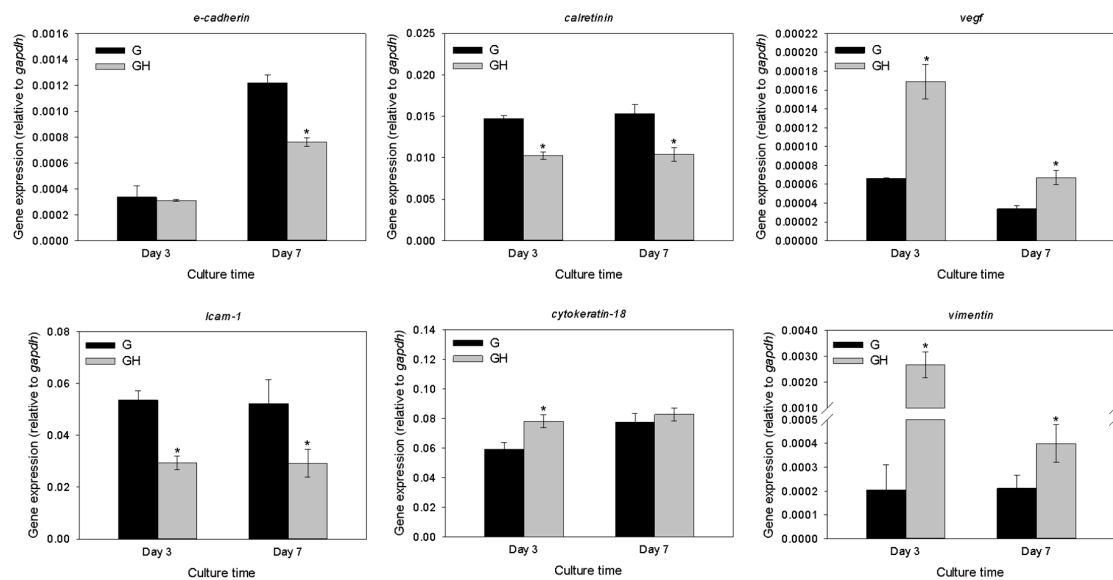 e-cadherin
Gene expression (relative to gapdh)
0.0016
0.0014
0.0012
0.0010
0.0008
0.0006
0.0004
0.0002
0.0000
G
GH
*
Day 3 Day 7
Culture time
calretinin
Gene expression (relative to gapdh)
0.025
0.020
0.015
0.010
0.005
0.000
G
GH
* *
Day 3 Day 7
Culture time
vegf
Gene expression (relative to gapdh)
0.00022
0.00020
0.00018
0.00016
0.00014
0.00012
0.00010
0.00008
0.00006
0.00004
0.00002
0.00000
G
GH
* *
Day 3 Day 7
Culture time
icam-1
Gene expression (relative to gapdh)
0.08
0.06
0.04
0.02
0.00
G
GH
* *
Day 3 Day 7
Culture time
cytokeratin-18
Gene expression (relative to gapdh)
0.14
0.12
0.10
0.08
0.06
0.04
0.02
0.00
G
GH
*
Day 3 Day 7
Culture time
vimentin
Gene expression (relative to gapdh)
0.0040
0.0030
0.0020
0.0010
0.0005
0.0004
0.0003
0.0002
0.0001
0.0000
G
GH
* *
Day 3 Day 7
Culture time